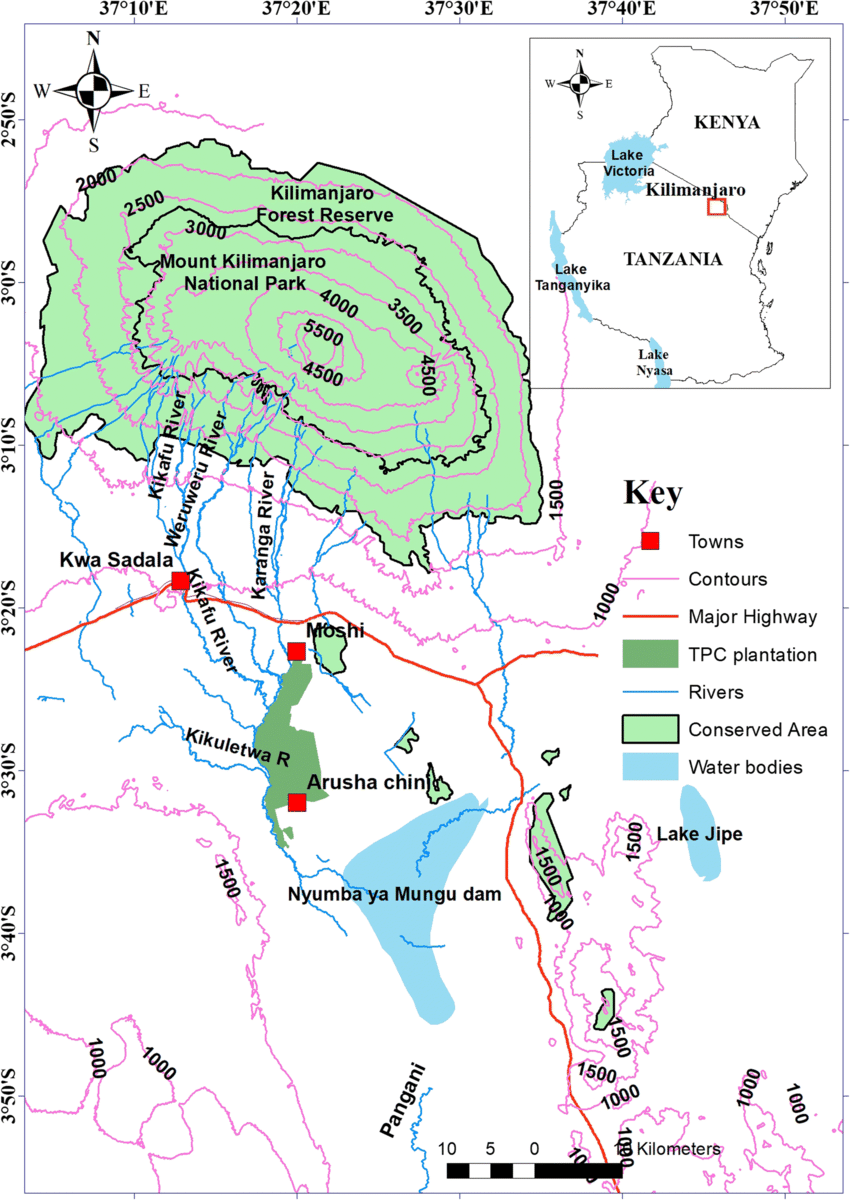 37°10'E 37°20'E 37°30'E 37°40'E 37°50'E
N
W E
S
N
W E
S
KENYA
Lake
Victoria
Kilimanjaro
TANZANIA
Lake
Tanganyika
Lake
Nyasa
2°50'S
3°0'S
3°10'S
3°20'S
3°30'S
3°40'S
3°50'S
2000
2500
3000
Kilimanjaro
Forest Reserve
Mount Kilimanjaro
National Park
4000
3500
5500
4500
4500
1500
Kikafu River
Weruweru River
Karanga River
Kwa Sadala
Kikafu River
Moshi
1000
Kikuletwa R
Arusha chini
Nyumba ya Mungu dam
Lake Jipe
1500
1500
1500
1000
1500
1500
1000
1000
1000
1000
1000
1000
Pangani
Key
Towns
Contours
Major Highway
TPC plantation
Rivers
Conserved Area
Water bodies
10 5 0 10 Kilometers